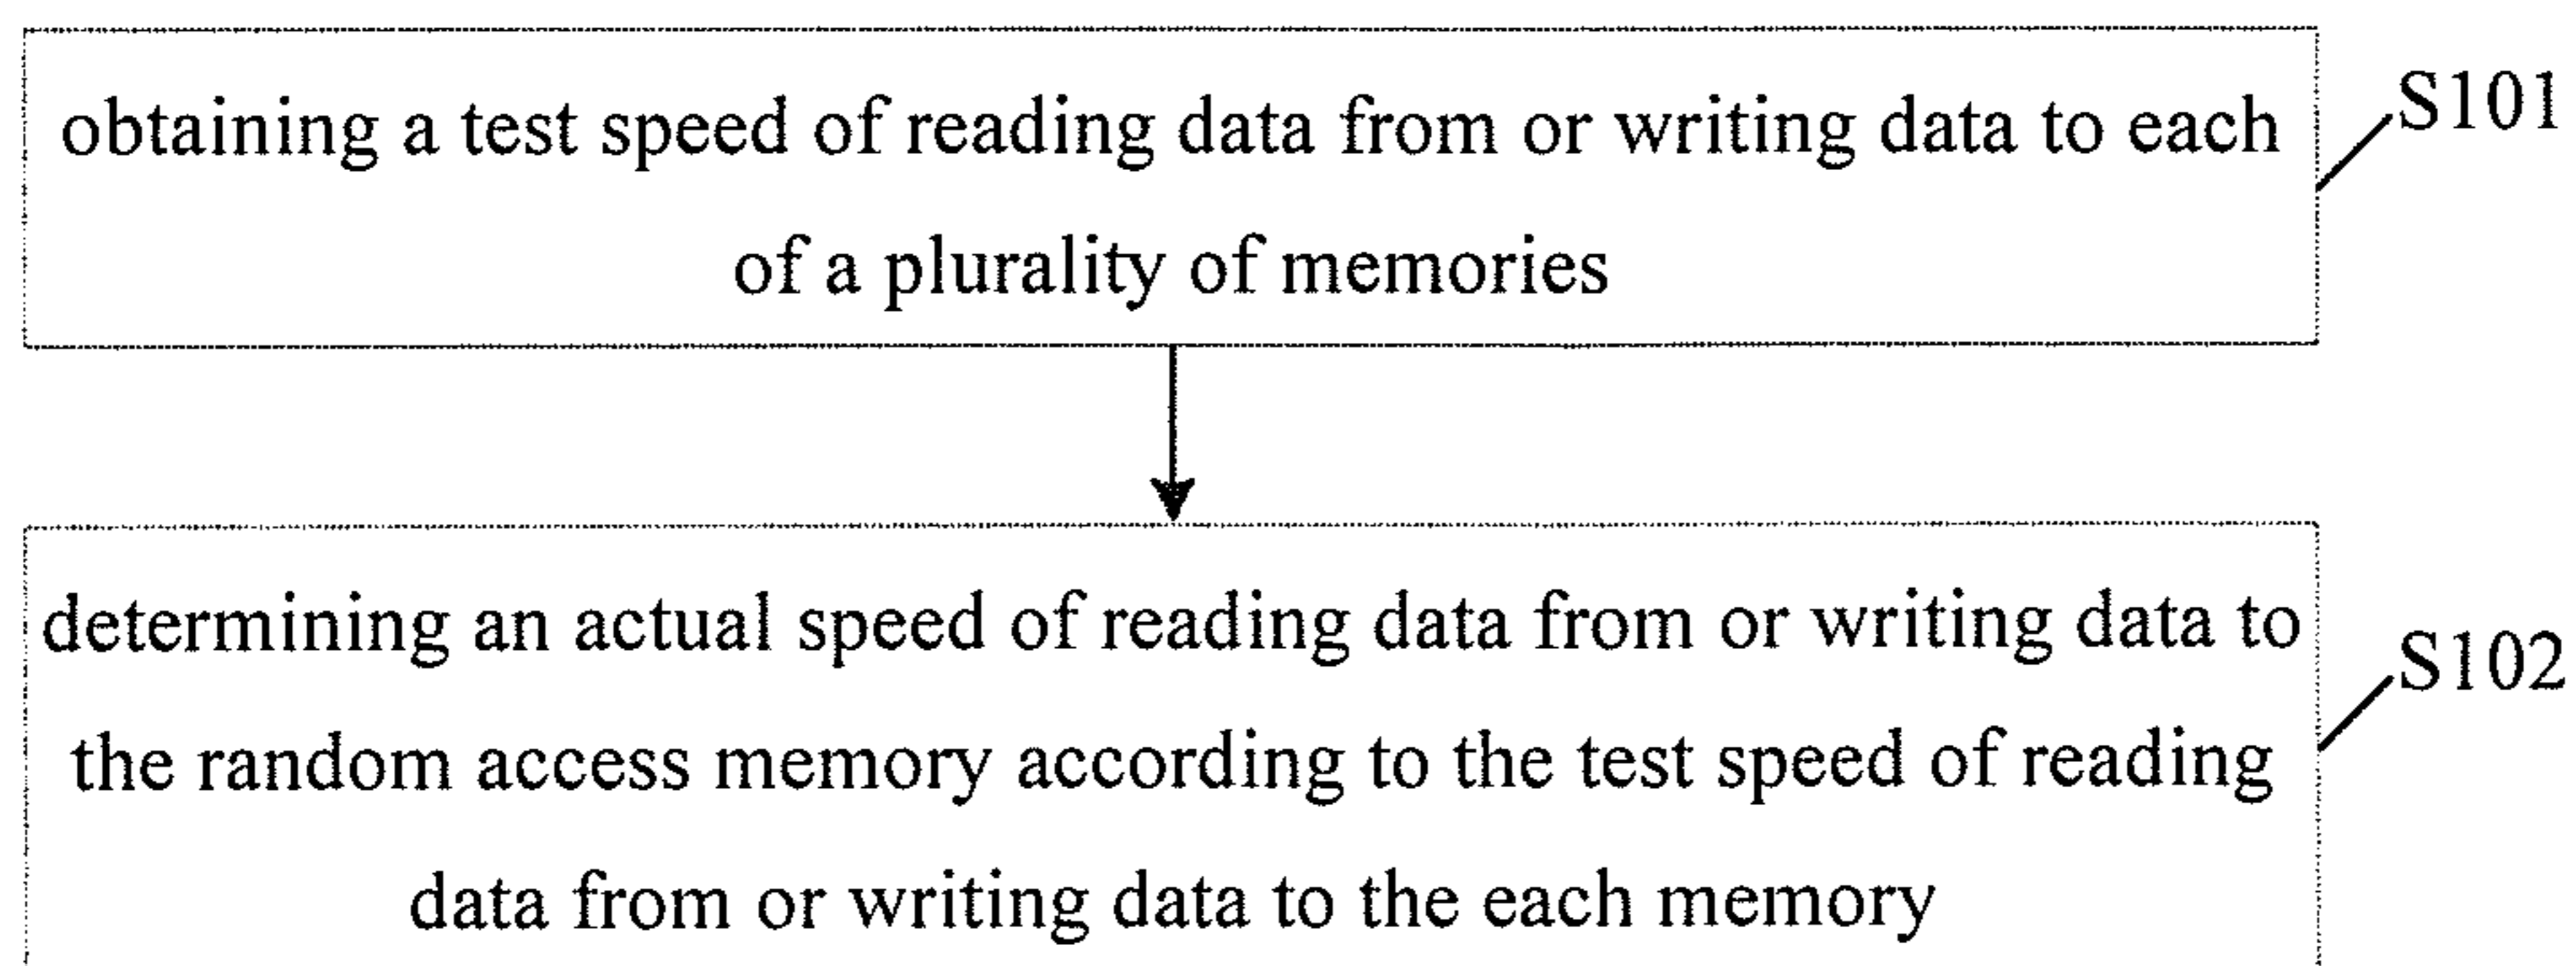 obtaining a test speed of reading data from or writing data to each
of a plurality of memories
S101
determining an actual speed of reading data from or writing data to
the random access memory according to the test speed of reading
data from or writing data to the each memory
S102